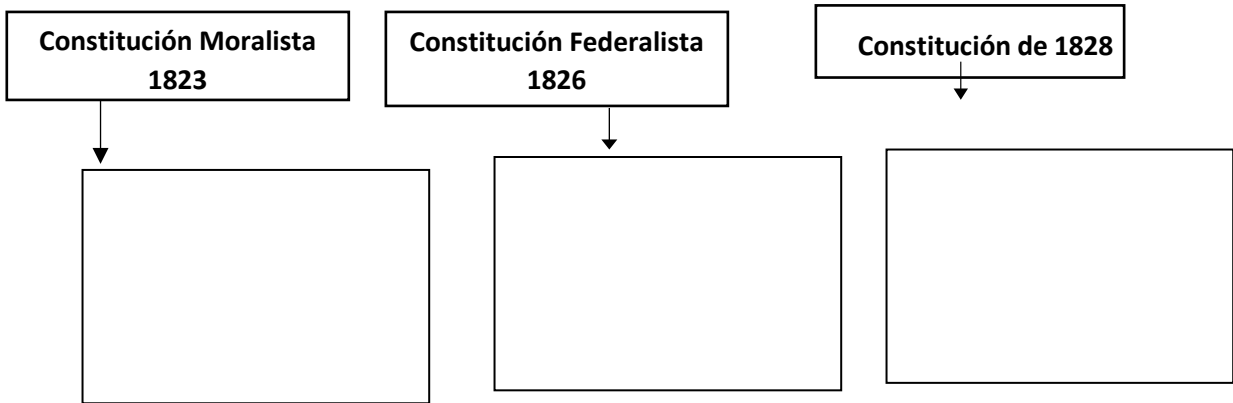 Constitución Moralista
1823
Constitución Federalista
1826
Constitución de 1828